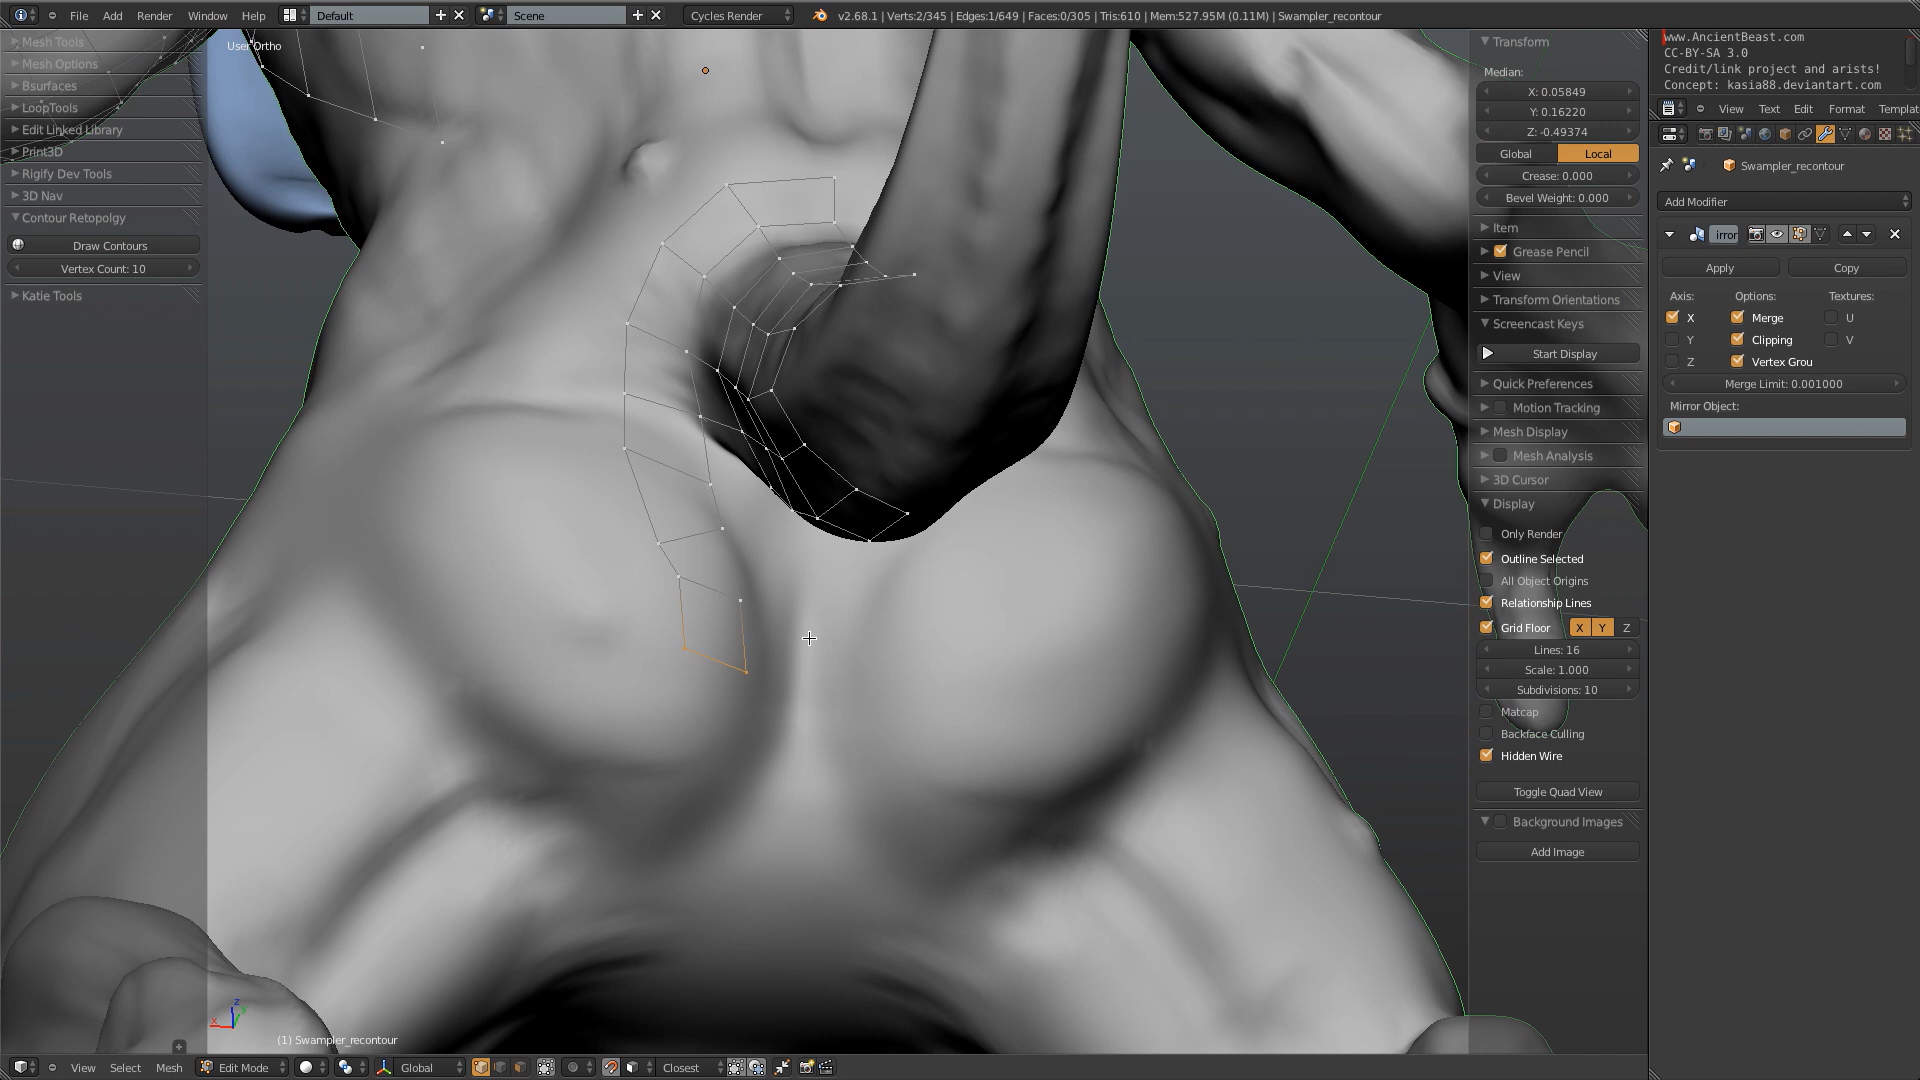 File Add Render Window Help Default Scene Cycles Render v2.68.1 | Verts:2/345 | Edges:1/649 | Faces:0/305 | Tris:610 | Mem:527.95M (0.11M) | Swampler_recontour
User Ortho
Mesh Tools
Mesh Options
Bsurfaces
LoopTools
Edit Linked Library
Print3D
Rigify Dev Tools
3D Nav
Contour Retopolgy
Draw Contours
Vertex Count: 10
Katie Tools
(1) Swampler_recontour
Transform
Median:
X: 0.05849
Y: 0.16220
Z: -0.49374
Global Local
Crease: 0.000
Bevel Weight: 0.000
Item
Grease Pencil
View
Transform Orientations
Screencast Keys
Start Display
Quick Preferences
Motion Tracking
Mesh Display
Mesh Analysis
3D Cursor
Display
Only Render
Outline Selected
All Object Origins
Relationship Lines
Grid Floor X Y Z
Lines: 16
Scale: 1.000
Subdivisions: 10
Matcap
Backface Culling
Hidden Wire
Toggle Quad View
Background Images
Add Image
www.AncientBeast.com
CC-BY-SA 3.0
Credit/link project and arists!
Concept: kasia88.deviantart.com
View Text Edit Format Templat
Swampler_recontour
Add Modifier
irror
Apply Copy
Axis: Options: Textures:
X Merge U
Y Clipping V
Z Vertex Grou
Merge Limit: 0.001000
Mirror Object:
View Select Mesh Edit Mode Global Closest
x z